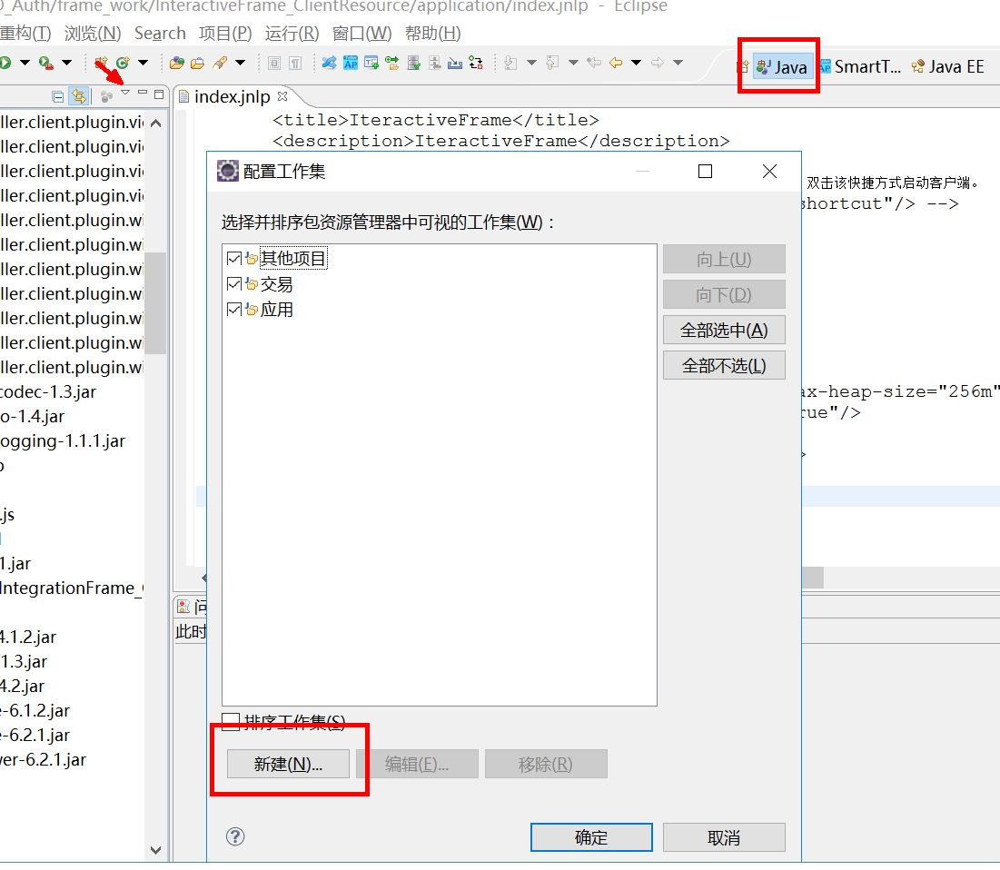 O_Auth/frame_work/InteractiveFrame_ClientResource/application/index.jnlp - Eclipse
重构(T) 浏览(N) Search 项目(P) 运行(R) 窗口(W) 帮助(H)
Java SmartT... Java EE
index.jnlp
<title>IteractiveFrame</title>
<description>IteractiveFrame</description>
双击该快捷方式启动客户端。
shortcut"/> -->
ax-heap-size="256m"
rue"/>
>
ller.client.plugin.vi
ller.client.plugin.vi
ller.client.plugin.vi
ller.client.plugin.vi
ller.client.plugin.wi
ller.client.plugin.wi
ller.client.plugin.wi
ller.client.plugin.wi
ller.client.plugin.wi
ller.client.plugin.wi
ller.client.plugin.wi
codec-1.3.jar
o-1.4.jar
ogging-1.1.1.jar
.js
1.jar
IntegrationFrame_
4.1.2.jar
1.3.jar
4.2.jar
e-6.1.2.jar
e-6.2.1.jar
ver-6.2.1.jar
配置工作集
选择并排序包资源管理器中可视的工作集(W)：
其他项目
交易
应用
向上(U)
向下(D)
全部选中(A)
全部不选(L)
排序工作集(S)
新建(N)... 编辑(E)... 移除(R)
确定 取消
问
此时